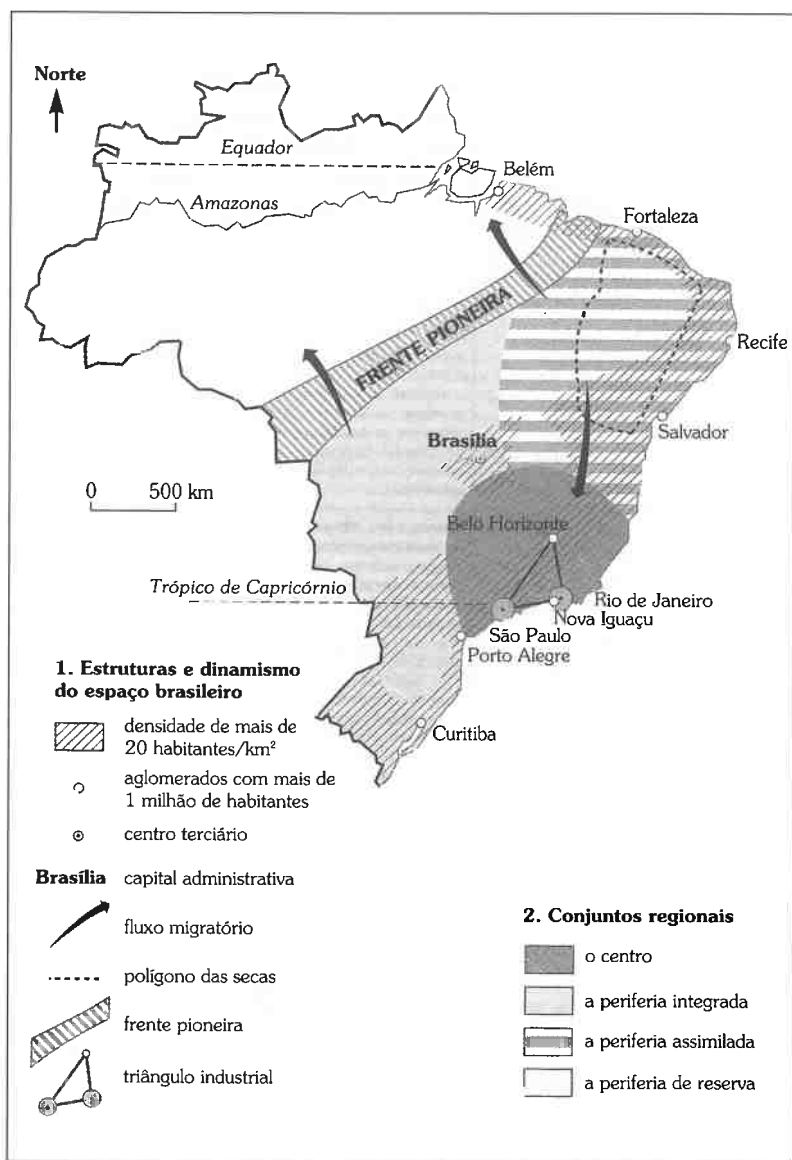 Norte
Equador
Belém
Amazonas
Fortaleza
FRENTE PIONEIRA
Recife
Brasília
Salvador
0 500 km
Belo Horizonte
Trópico de Capricórnio
Rio de Janeiro
Nova Iguaçu
São Paulo
Porto Alegre
Curitiba
1. Estruturas e dinamismo
do espaço brasileiro
densidade de mais de
20 habitantes/km²
aglomerados com mais de
1 milhão de habitantes
centro terciário
Brasília capital administrativa
fluxo migratório
polígono das secas
frente pioneira
triângulo industrial
2. Conjuntos regionais
o centro
a periferia integrada
a periferia assimilada
a periferia de reserva